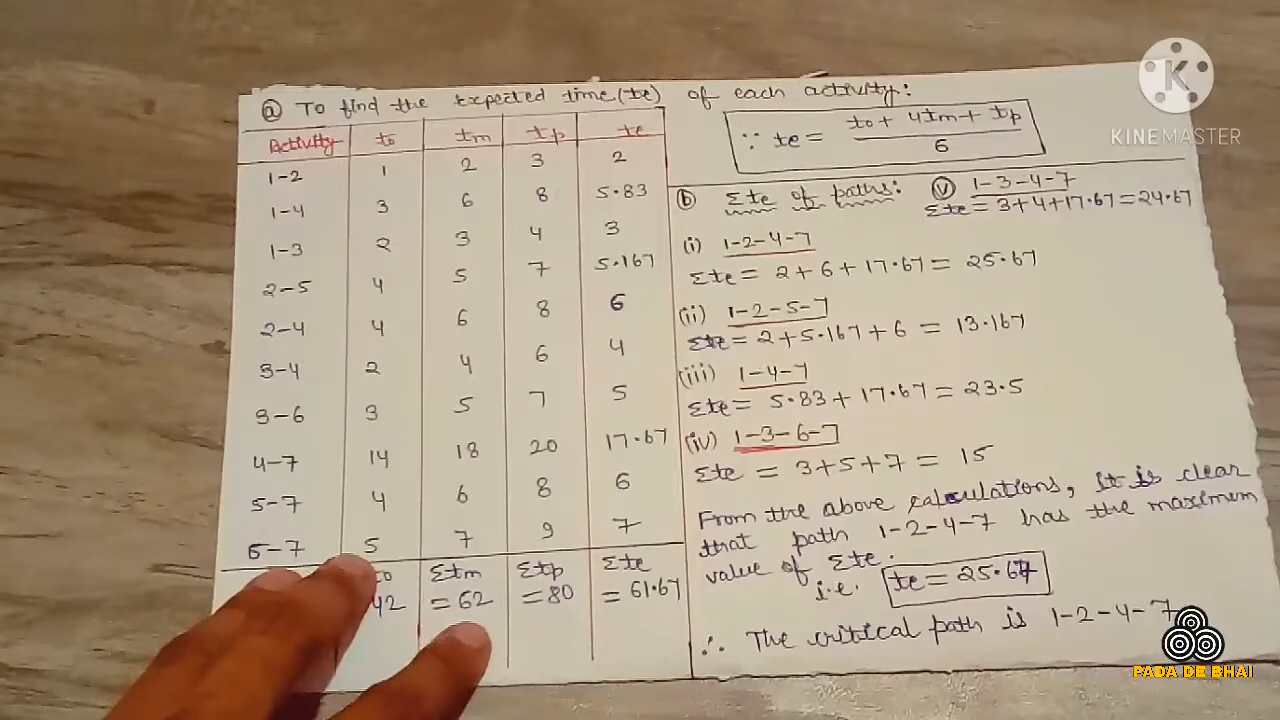 ⓐ To find the Expected time (te) of each activity:
Activity to tm tp te
1-2 1 2 3 2
1-4 3 6 8 5.83
1-3 2 3 4 3
2-5 4 5 7 5.167
2-4 4 6 8 6
3-4 2 4 6 4
3-6 3 5 7 5
4-7 14 18 20 17.67
5-7 4 6 8 6
6-7 5 7 9 7
to Σtm Σtp Σte
42 = 62 = 80 = 61.67
∵ te = to + 4tm + tp / 6
ⓑ Σte of paths:
(i) 1-2-4-7
Σte = 2 + 6 + 17.67 = 25.67
(ii) 1-2-5-7
Σte = 2 + 5.167 + 6 = 13.167
(iii) 1-4-7
Σte = 5.83 + 17.67 = 23.5
(iv) 1-3-6-7
Σte = 3 + 5 + 7 = 15
ⓥ 1-3-4-7
Σte = 3+4+17.67 = 24.67
From the above calculations, it is clear
that path 1-2-4-7 has the maximum
value of Σte.
i.e. te = 25.67
∴ The critical path is 1-2-4-7
K
KINEMASTER
PADA DE BHAI